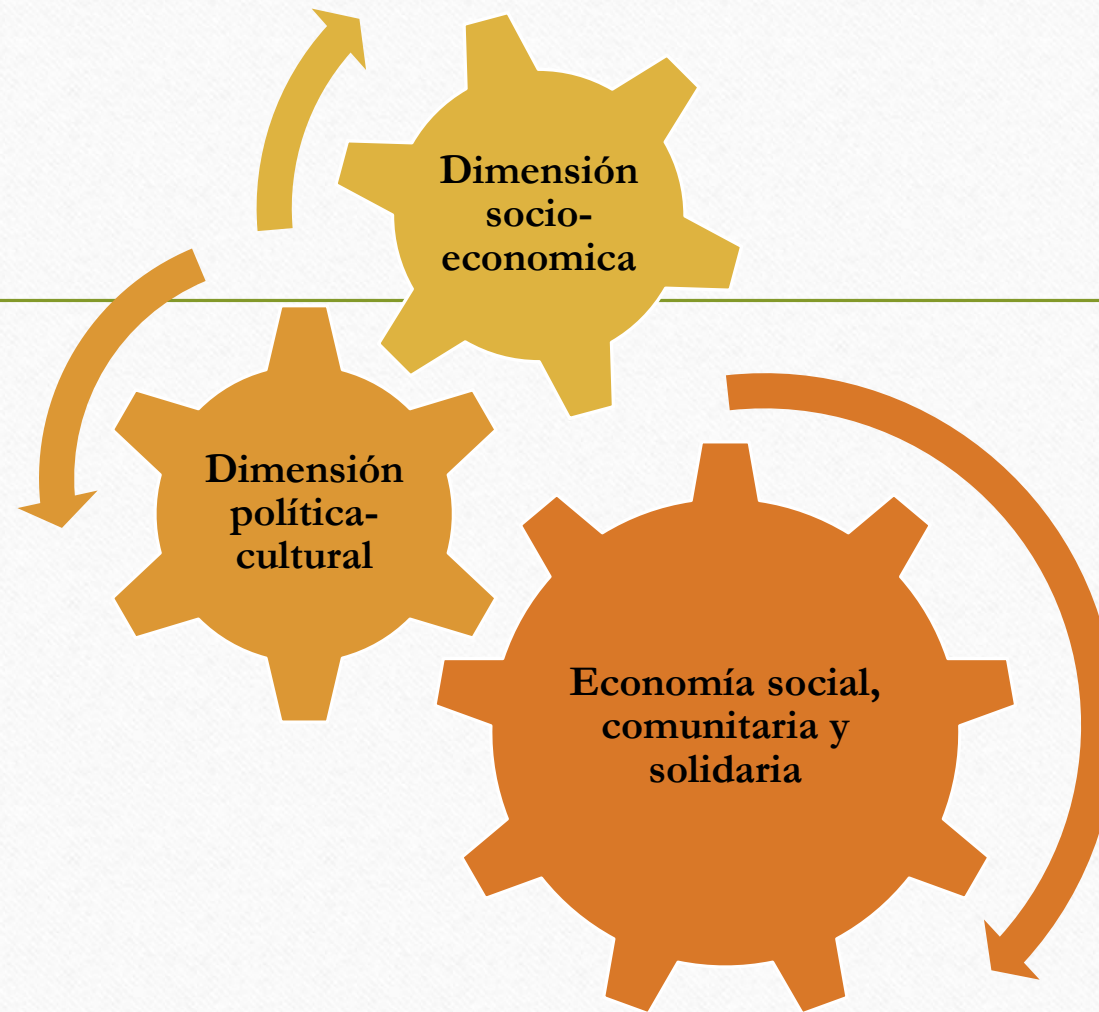 Dimensión
socio-
economica
Dimensión
política-
cultural
Economía social,
comunitaria y
solidaria